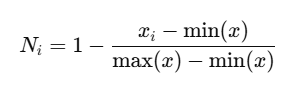 N_i = 1 - \frac{x_i - \min(x)}{\max(x) - \min(x)}